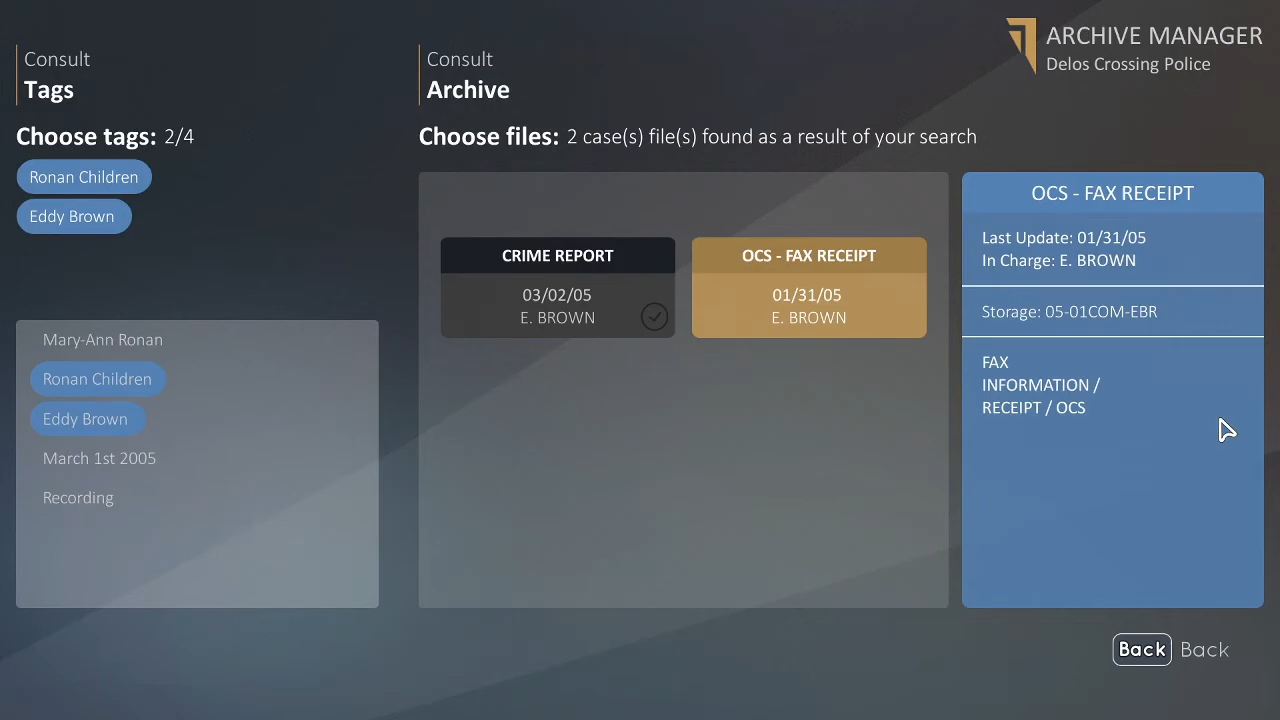 Consult
Tags
Choose tags: 2/4
Ronan Children
Eddy Brown
Mary-Ann Ronan
Ronan Children
Eddy Brown
March 1st 2005
Recording
Consult
Archive
Choose files: 2 case(s) file(s) found as a result of your search
CRIME REPORT
03/02/05
E. BROWN
OCS - FAX RECEIPT
01/31/05
E. BROWN
ARCHIVE MANAGER
Delos Crossing Police
OCS - FAX RECEIPT
Last Update: 01/31/05
In Charge: E. BROWN
Storage: 05-01COM-EBR
FAX
INFORMATION /
RECEIPT / OCS
Back Back